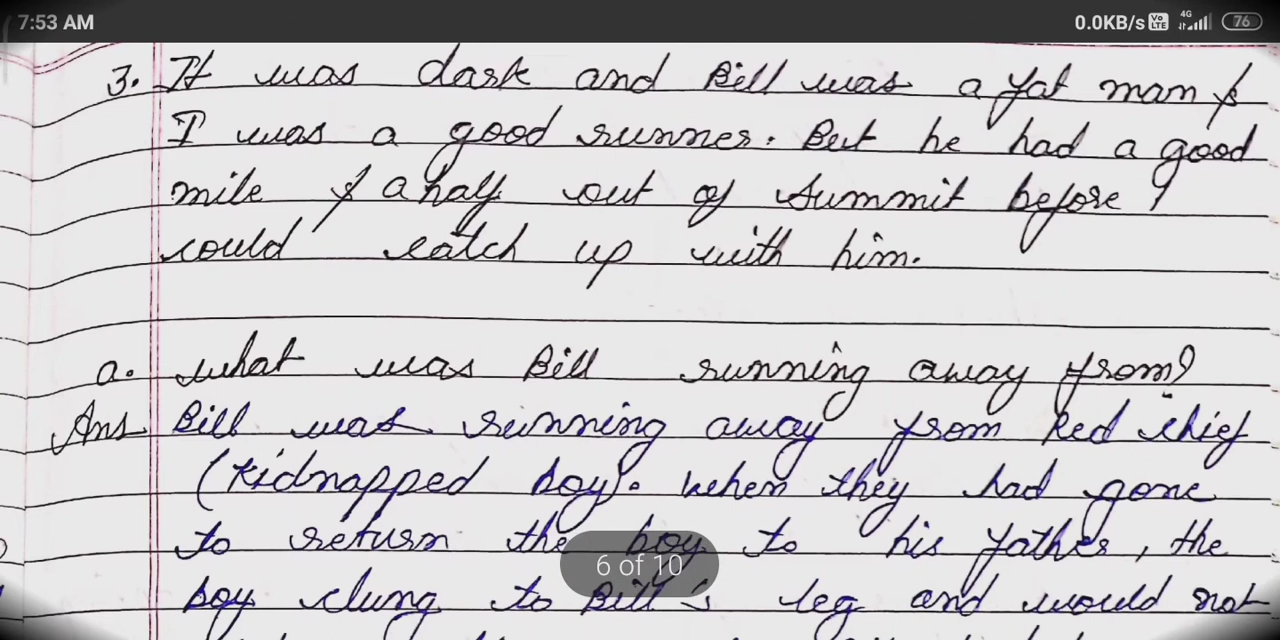 7:53 AM 0.0KB/s Vo LTE 4G 76
3. It was dark and Bill was a fat man &
I was a good runner. But he had a good
mile & a half out of Summit before I
could catch up with him.
a. what was Bill running away from?
Ans Bill was running away from Red chief
(kidnapped boy). When they had gone
to return the boy to his father, the
6 of 10
boy clung to Bill's leg and would not